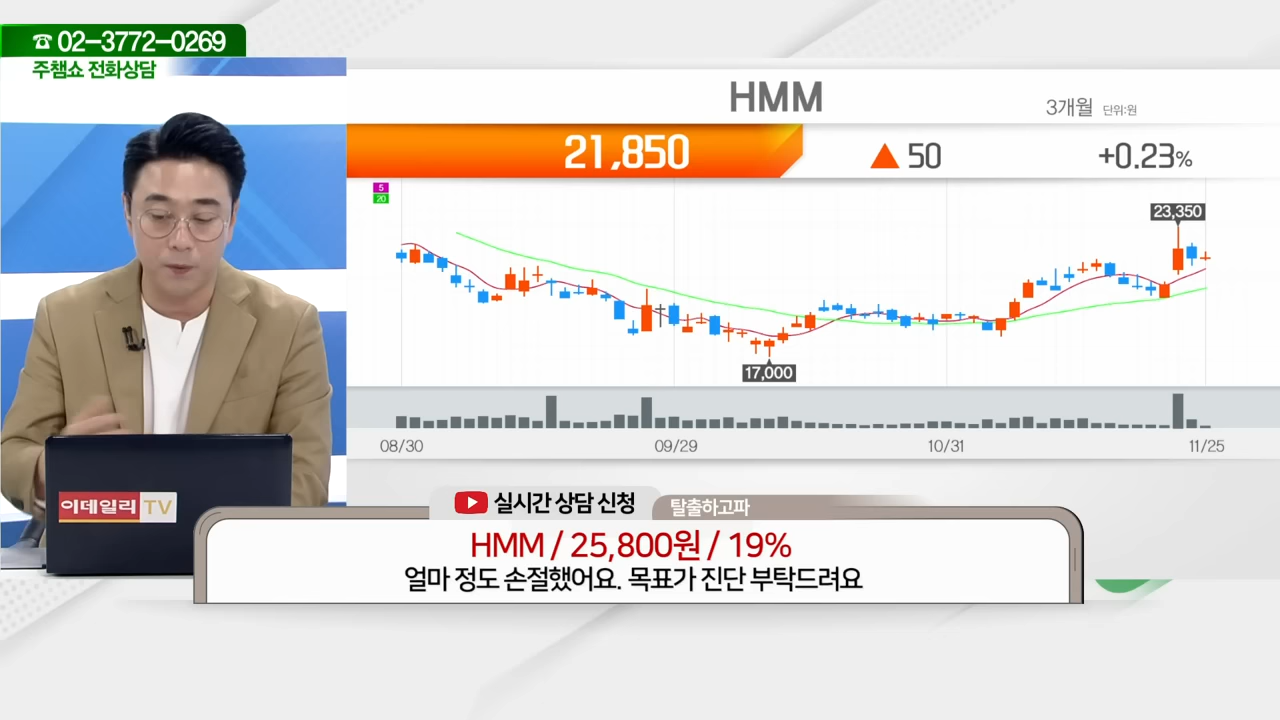 ☎ 02-3772-0269
주챔쇼 전화상담
HMM
3개월 단위:원
21,850
▲ 50
+0.23%
5
20
23,350
17,000
08/30
09/29
10/31
11/25
이데일리 TV
실시간 상담 신청
탈출하고파
HMM / 25,800원 / 19%
얼마 정도 손절했어요. 목표가 진단 부탁드려요